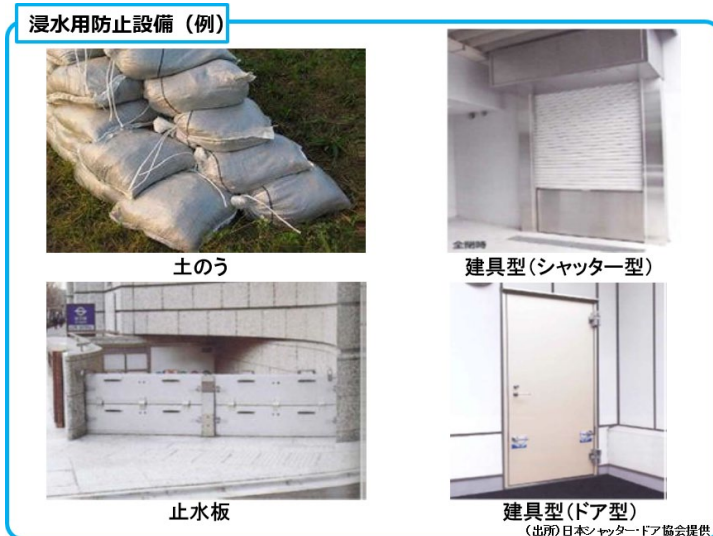 浸水用防止設備（例）
全閉時
土のう
建具型（シャッター型）
止水板
建具型（ドア型）
（出所）日本シャッター・ドア協会提供